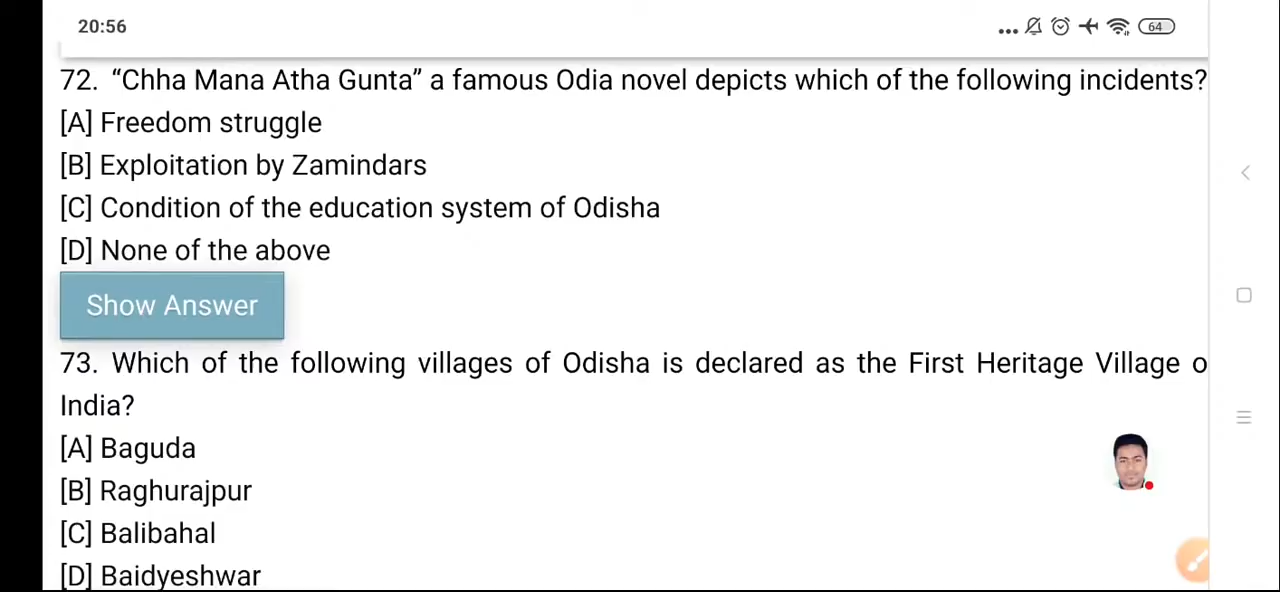 20:56
64
72. “Chha Mana Atha Gunta” a famous Odia novel depicts which of the following incidents?
[A] Freedom struggle
[B] Exploitation by Zamindars
[C] Condition of the education system of Odisha
[D] None of the above
Show Answer
73. Which of the following villages of Odisha is declared as the First Heritage Village o
India?
[A] Baguda
[B] Raghurajpur
[C] Balibahal
[D] Baidyeshwar